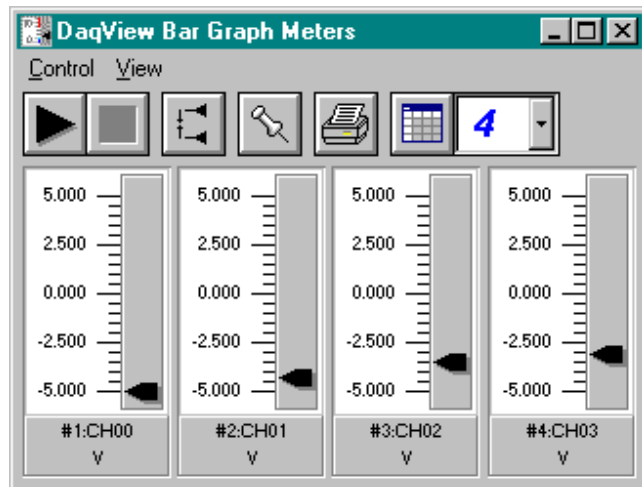 DaqView Bar Graph Meters
Control View
4
5.000 5.000 5.000 5.000
2.500 2.500 2.500 2.500
0.000 0.000 0.000 0.000
-2.500 -2.500 -2.500 -2.500
-5.000 -5.000 -5.000 -5.000
#1:CH00 #2:CH01 #3:CH02 #4:CH03
V V V V